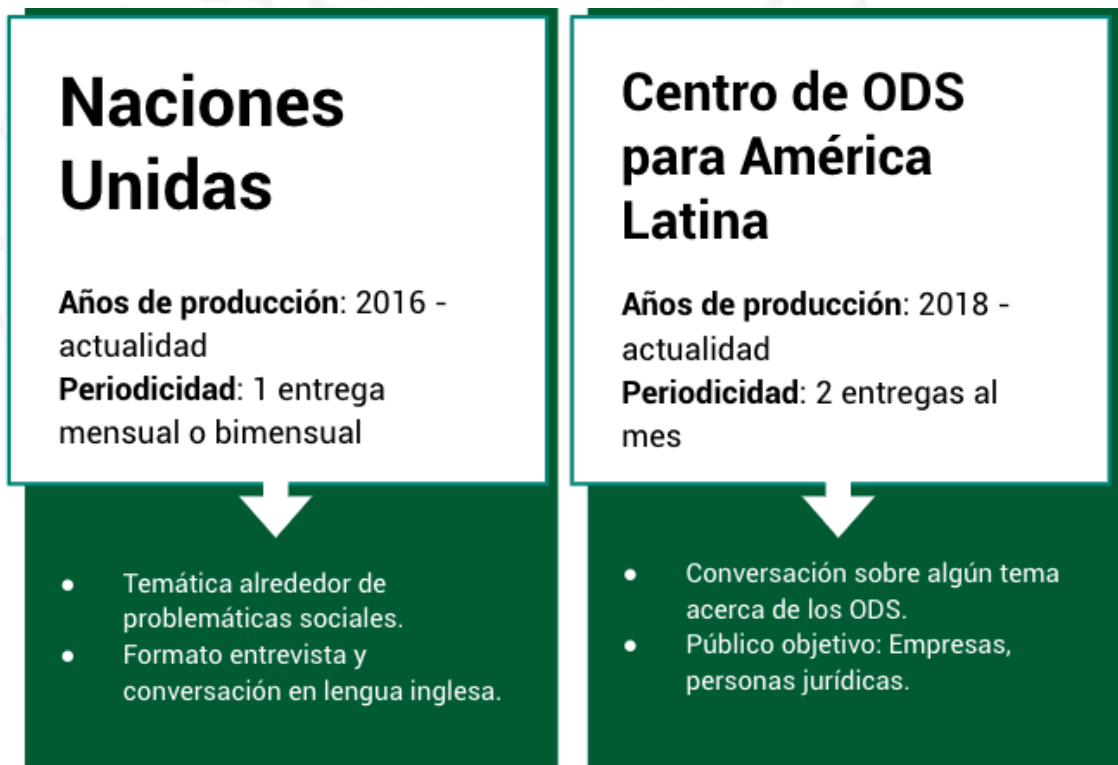 Naciones
Unidas
Años de producción: 2016 -
actualidad
Periodicidad: 1 entrega
mensual o bimensual
● Temática alrededor de
problemáticas sociales.
● Formato entrevista y
conversación en lengua inglesa.
Centro de ODS
para América
Latina
Años de producción: 2018 -
actualidad
Periodicidad: 2 entregas al
mes
● Conversación sobre algún tema
acerca de los ODS.
● Público objetivo: Empresas,
personas jurídicas.